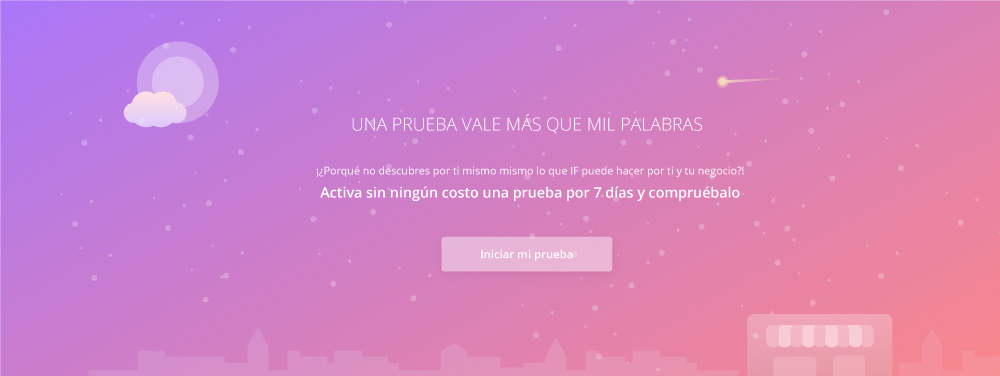 UNA PRUEBA VALE MÁS QUE MIL PALABRAS
¡¿Porqué no descubres por ti mismo mismo lo que IF puede hacer por tí y tu negocio?!
Activa sin ningún costo una prueba por 7 días y compruébalo
Iniciar mi prueba